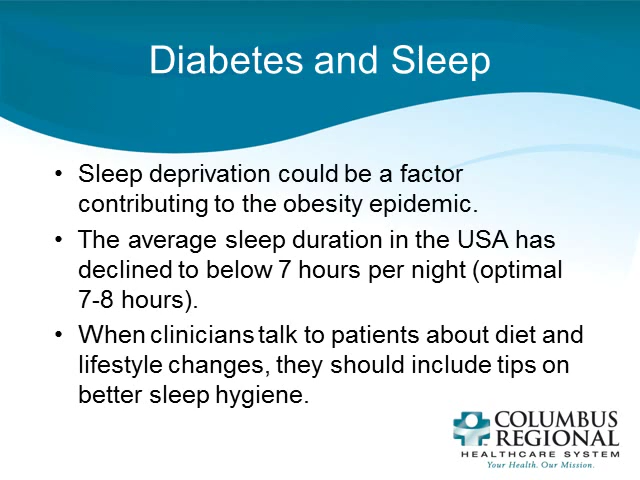 Diabetes and Sleep
• Sleep deprivation could be a factor
contributing to the obesity epidemic.
• The average sleep duration in the USA has
declined to below 7 hours per night (optimal
7-8 hours).
• When clinicians talk to patients about diet and
lifestyle changes, they should include tips on
better sleep hygiene.
COLUMBUS
REGIONAL
HEALTHCARE SYSTEM
Your Health. Our Mission.